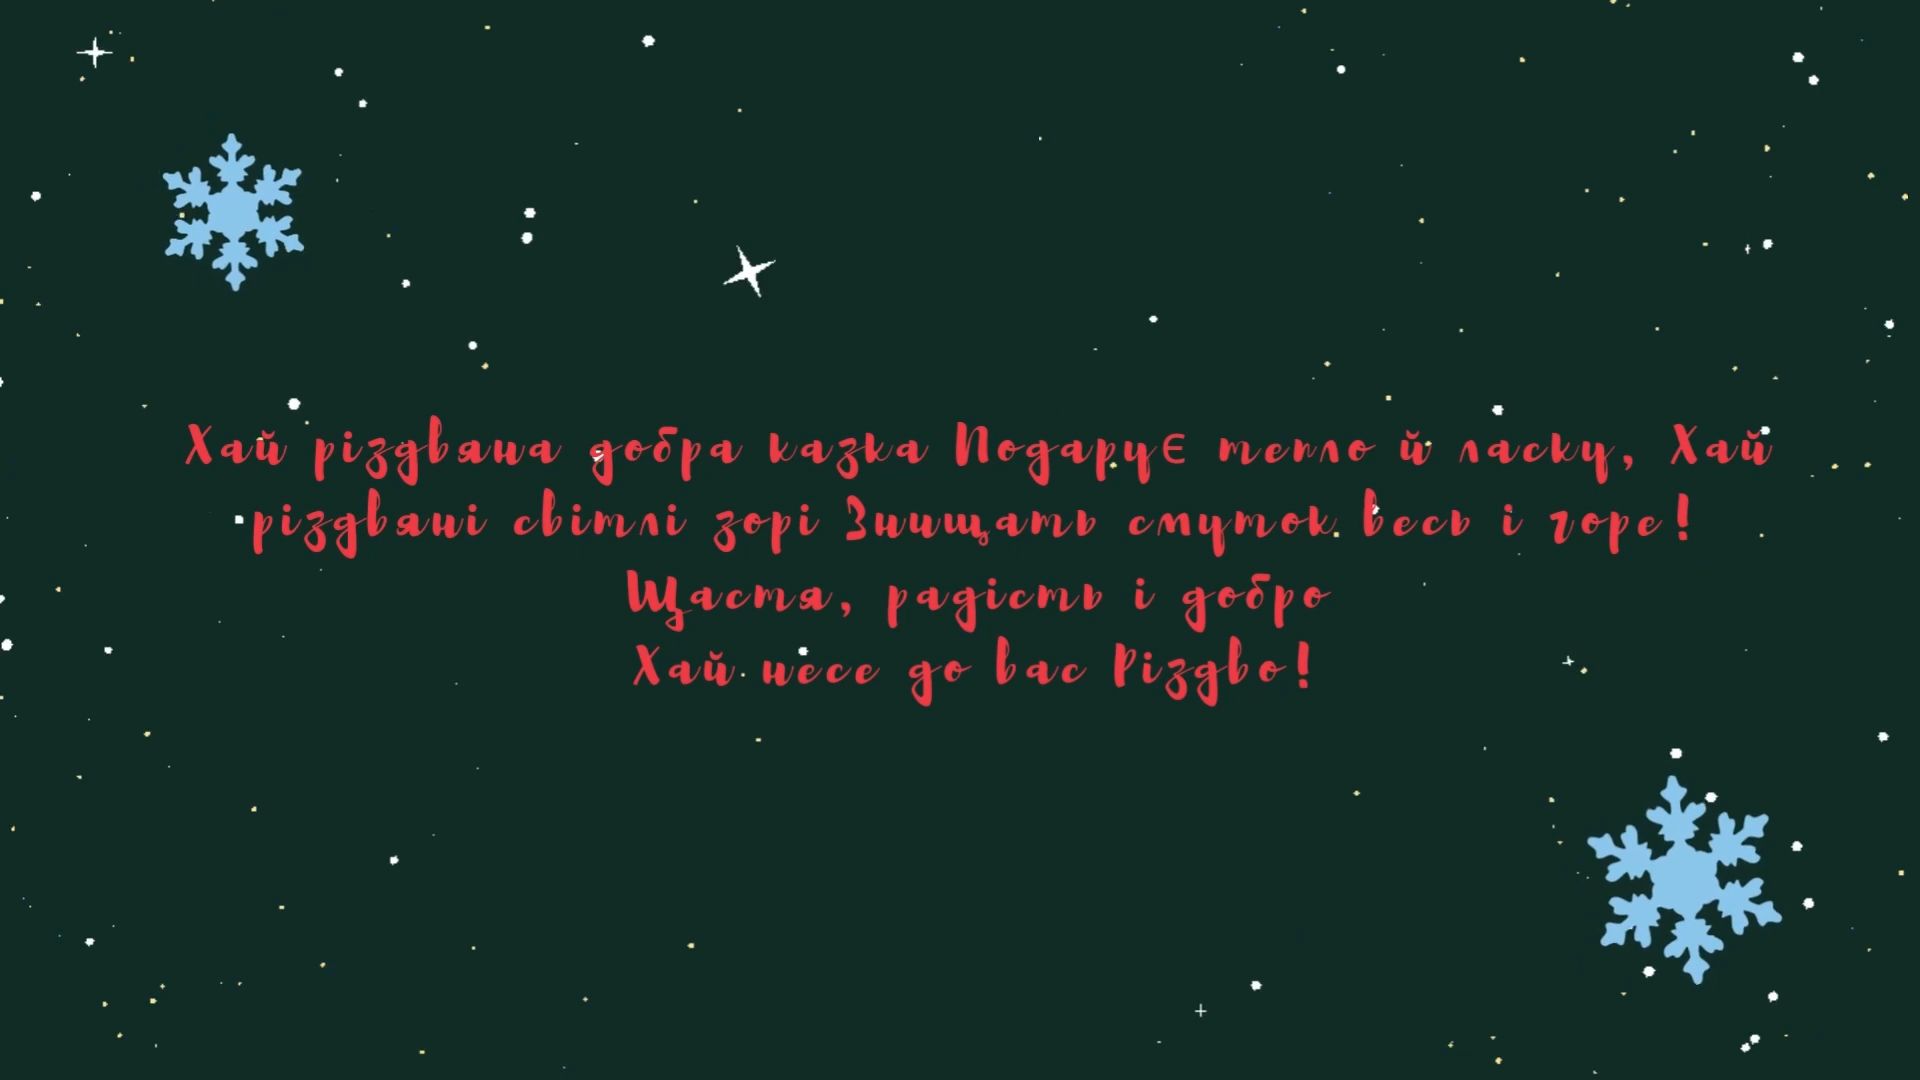 Хай різдвяна добра казка Подарує тепло й ласку, Хай
різдвяні світлі зорі Знищать смуток весь і горе!
Щастя, радість і добро
Хай несе до вас Різдво!